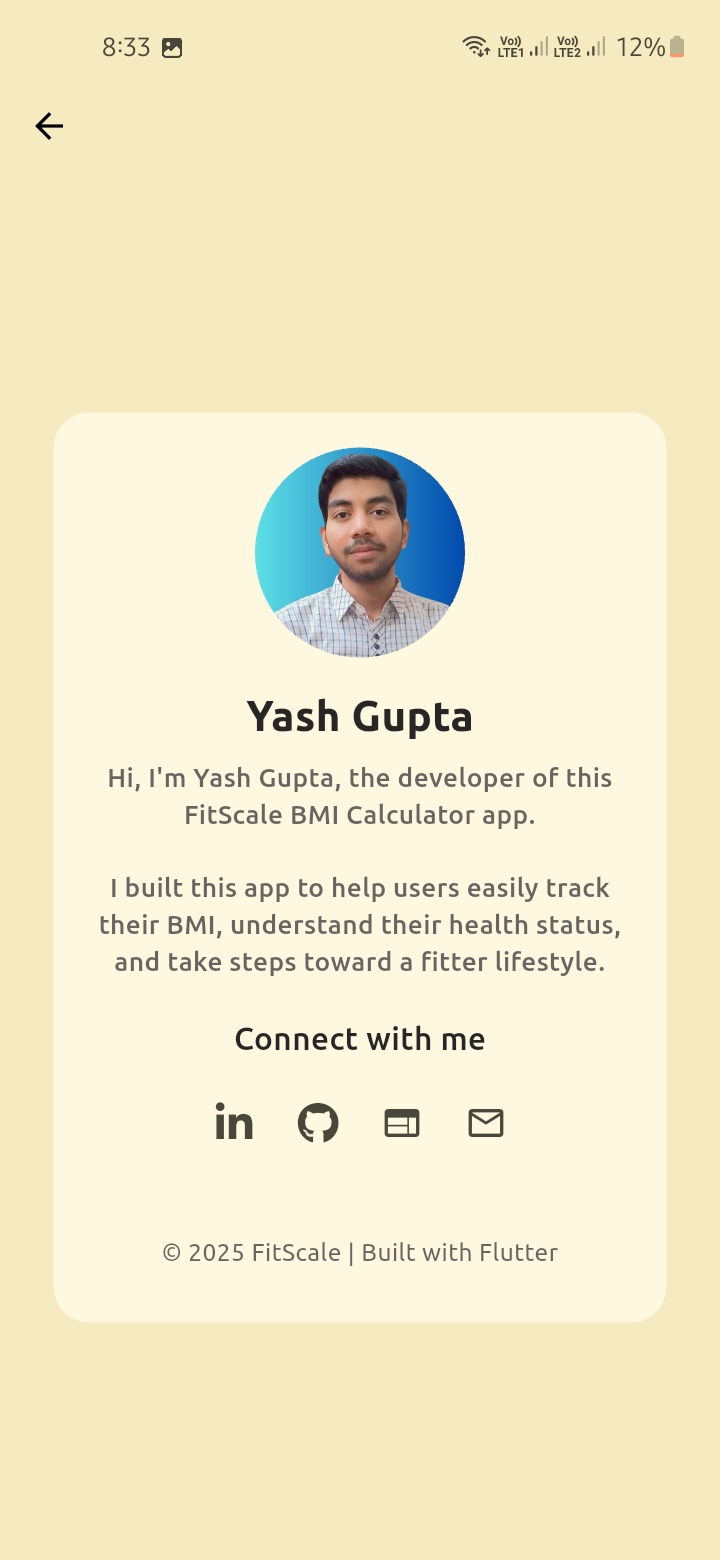 8:33 Vo)) LTE1 Vo)) LTE2 12%
Yash Gupta
Hi, I'm Yash Gupta, the developer of this
FitScale BMI Calculator app.
I built this app to help users easily track
their BMI, understand their health status,
and take steps toward a fitter lifestyle.
Connect with me
in
© 2025 FitScale | Built with Flutter